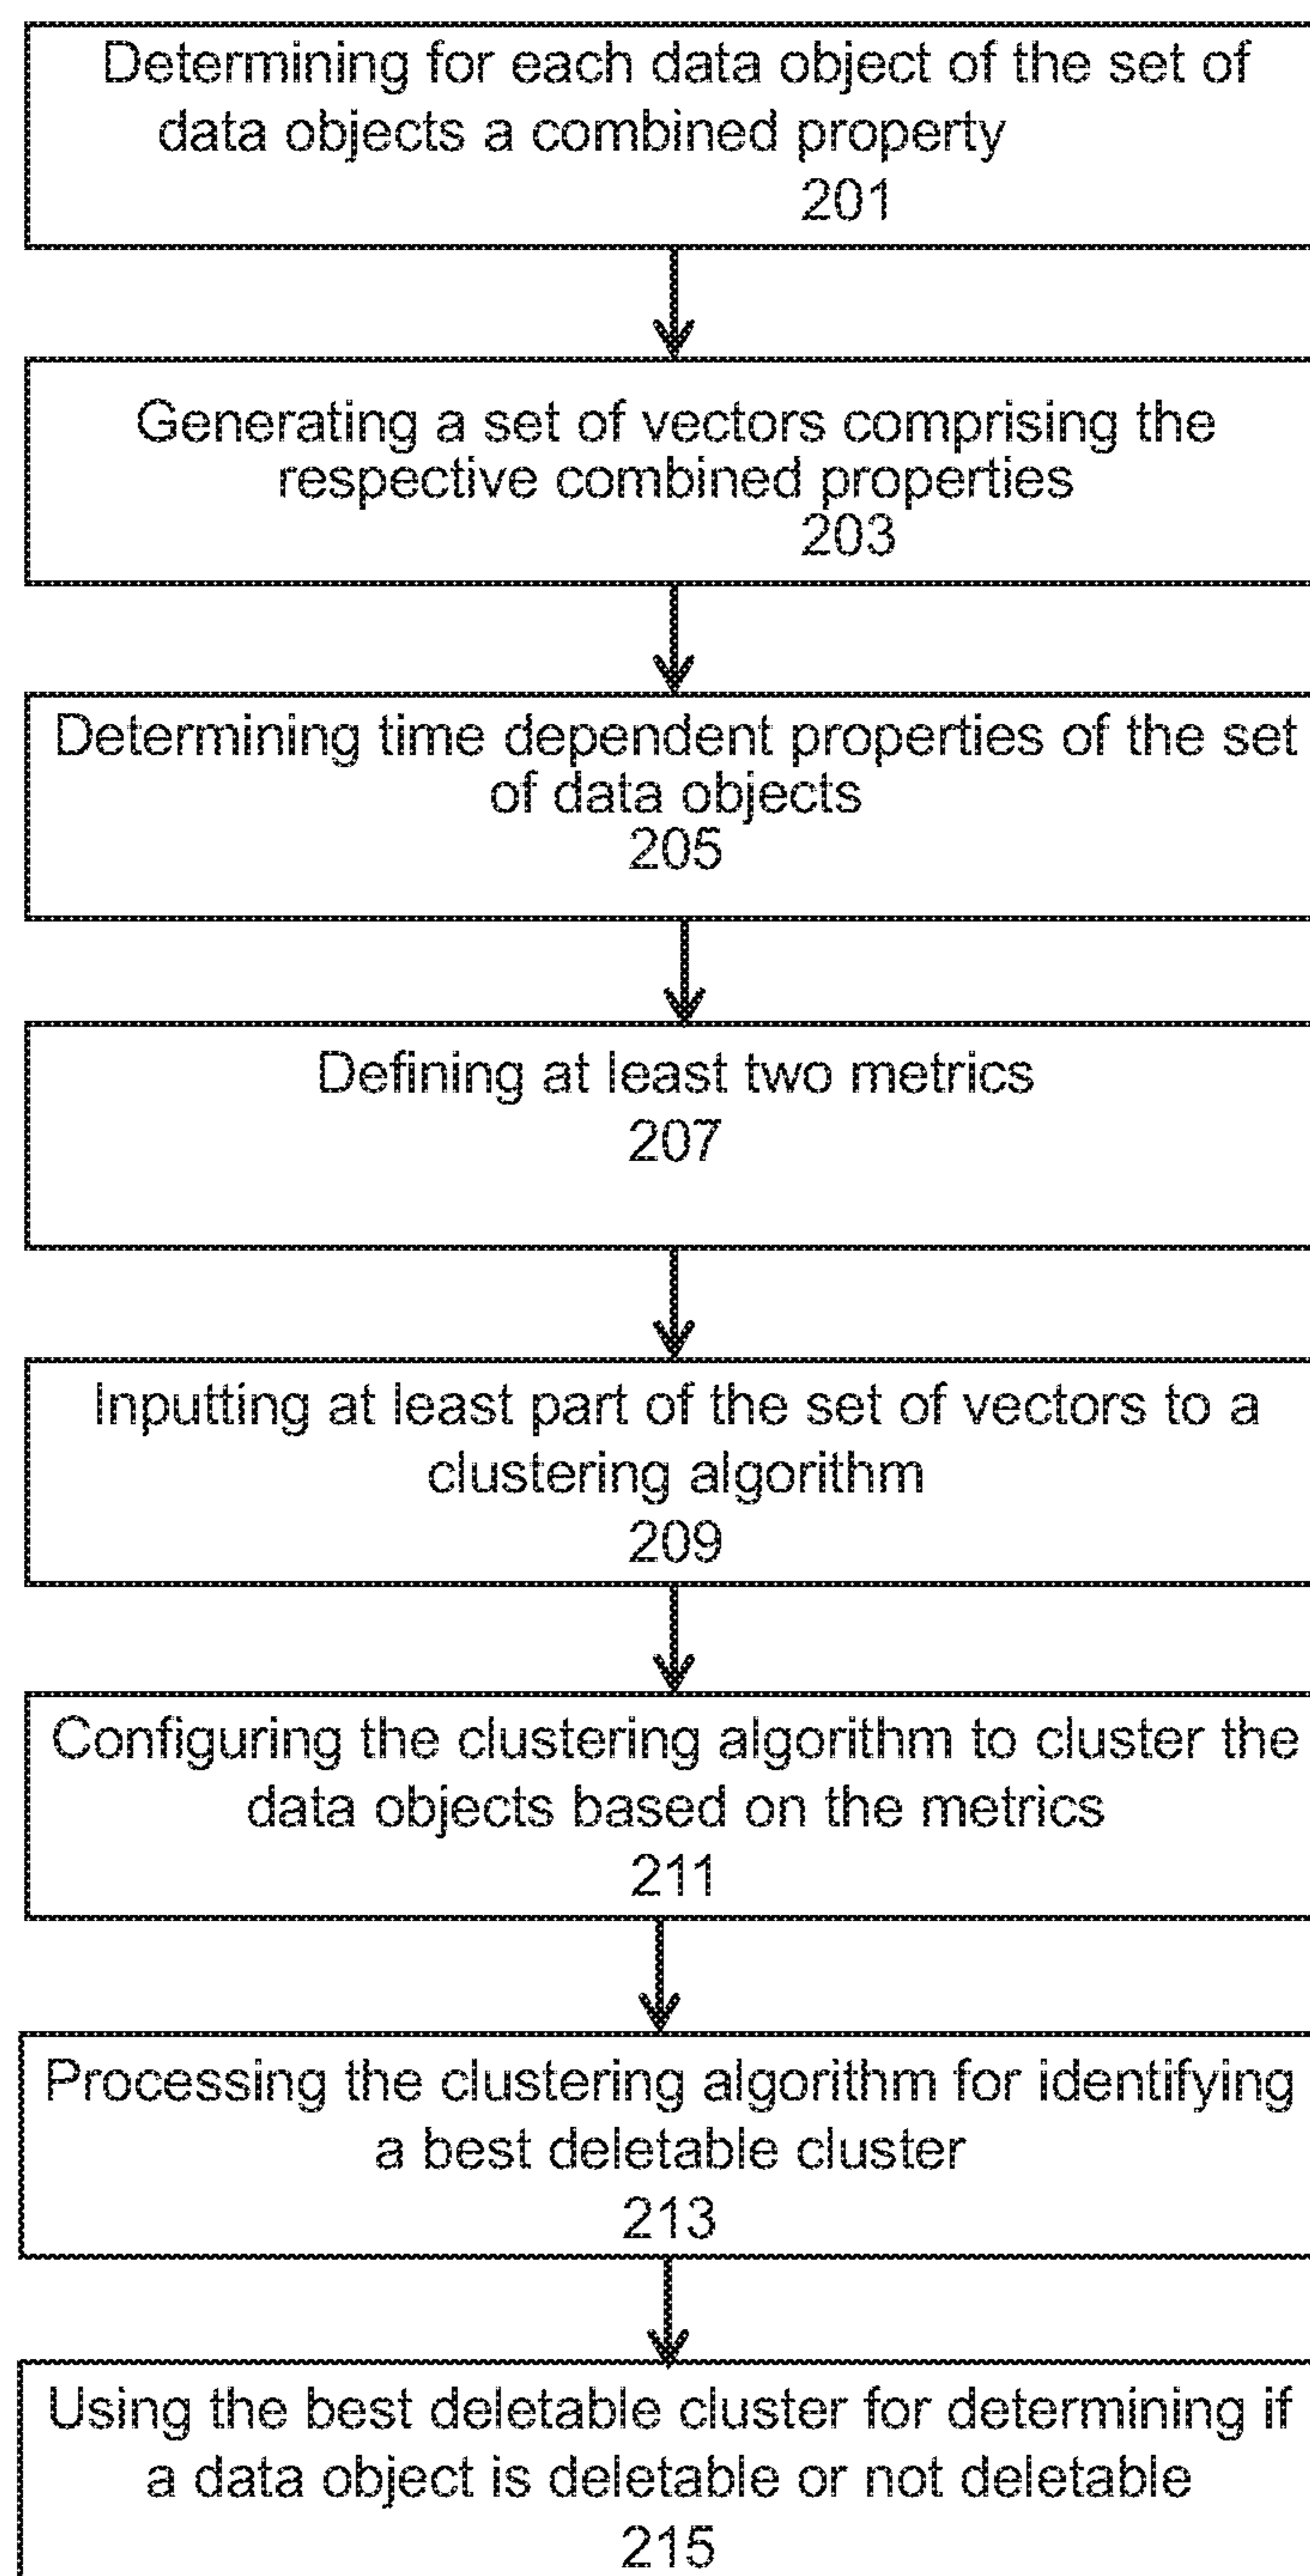 Determining for each data object of the set of
data objects a combined property
201
Generating a set of vectors comprising the
respective combined properties
203
Determining time dependent properties of the set
of data objects
205
Defining at least two metrics
207
Inputting at least part of the set of vectors to a
clustering algorithm
209
Configuring the clustering algorithm to cluster the
data objects based on the metrics
211
Processing the clustering algorithm for identifying
a best deletable cluster
213
Using the best deletable cluster for determining if
a data object is deletable or not deletable
215